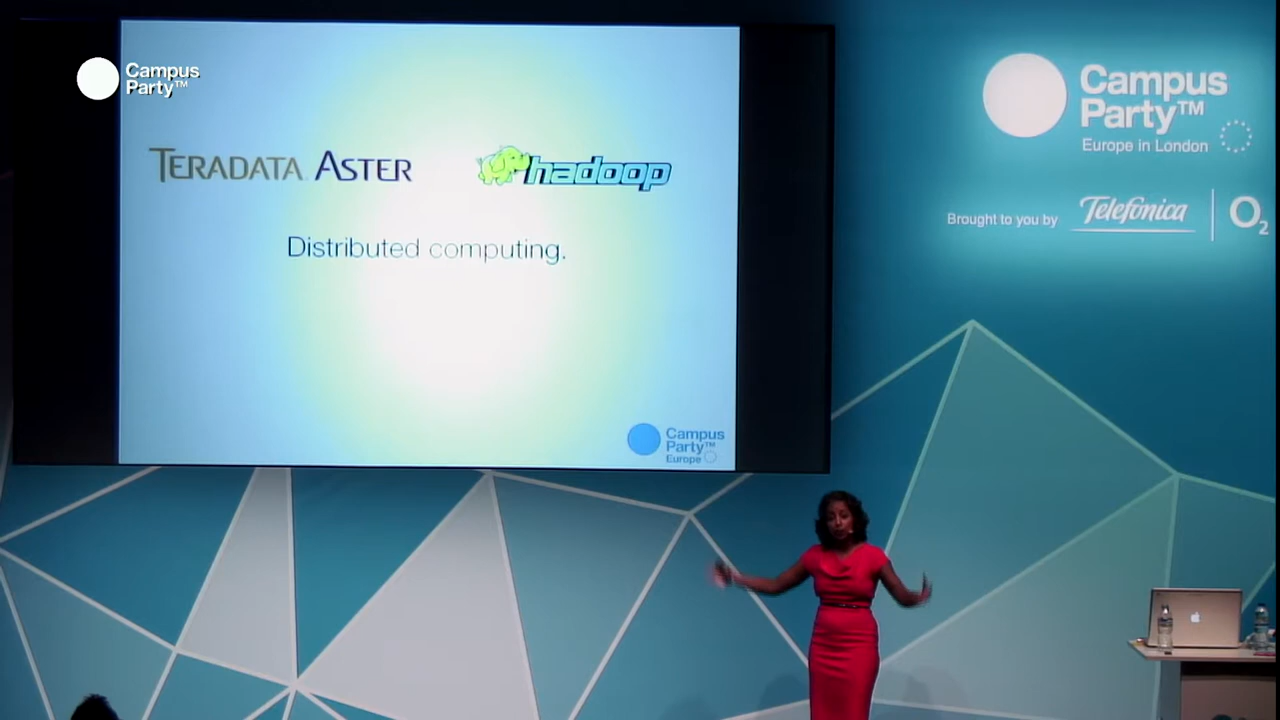 Campus
Party™
TERADATA ASTER
hadoop
Distributed computing.
Campus
Party™
Europe
Campus
Party™
Europe in London
Brought to you by
Telefónica
O2